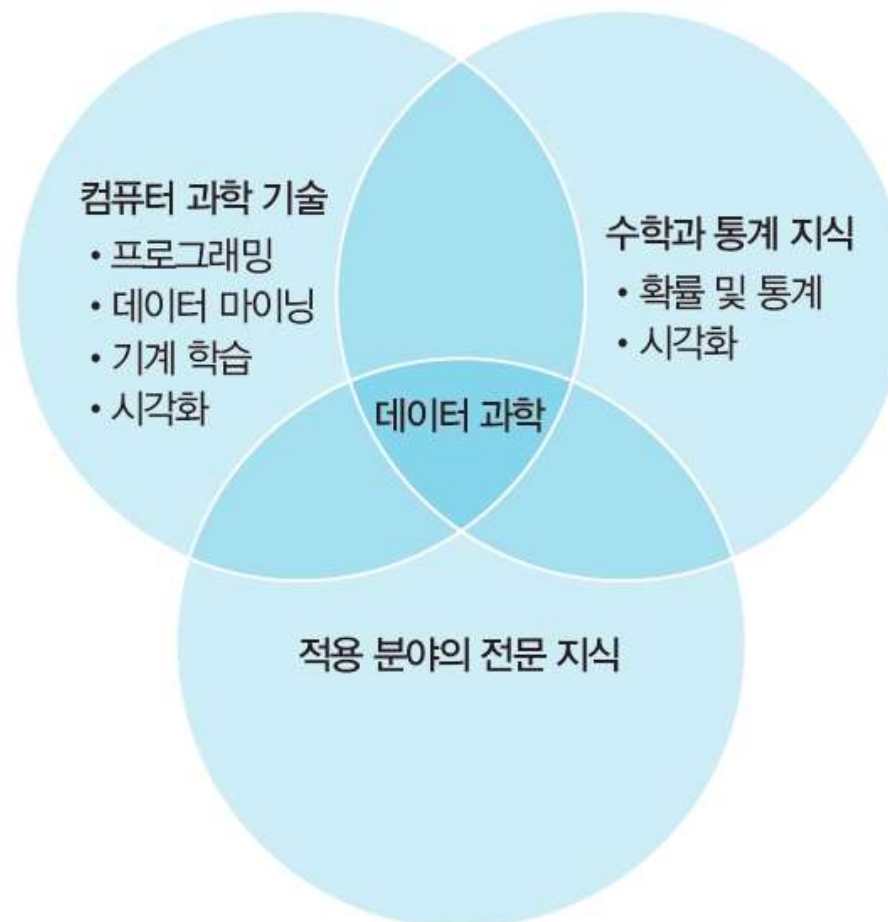 컴퓨터 과학 기술
• 프로그래밍
• 데이터 마이닝
• 기계 학습
• 시각화
수학과 통계 지식
• 확률 및 통계
• 시각화
데이터 과학
적용 분야의 전문 지식